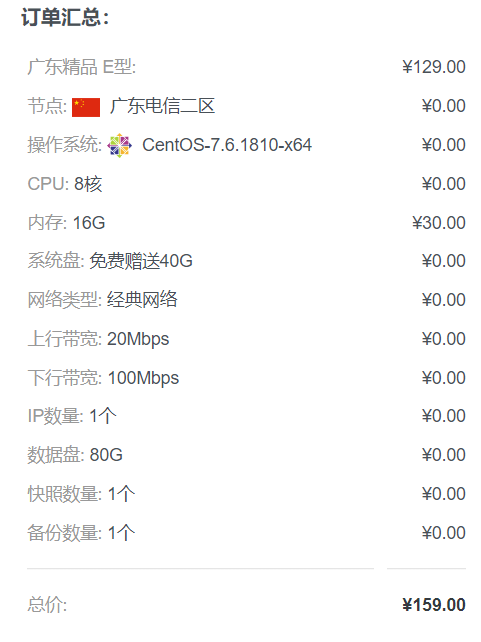 订单汇总：
广东精品 E型: ¥129.00
节点: 广东电信二区 ¥0.00
操作系统: CentOS-7.6.1810-x64 ¥0.00
CPU: 8核 ¥0.00
内存: 16G ¥30.00
系统盘: 免费赠送40G ¥0.00
网络类型: 经典网络 ¥0.00
上行带宽: 20Mbps ¥0.00
下行带宽: 100Mbps ¥0.00
IP数量: 1个 ¥0.00
数据盘: 80G ¥0.00
快照数量: 1个 ¥0.00
备份数量: 1个 ¥0.00
总价: ¥159.00